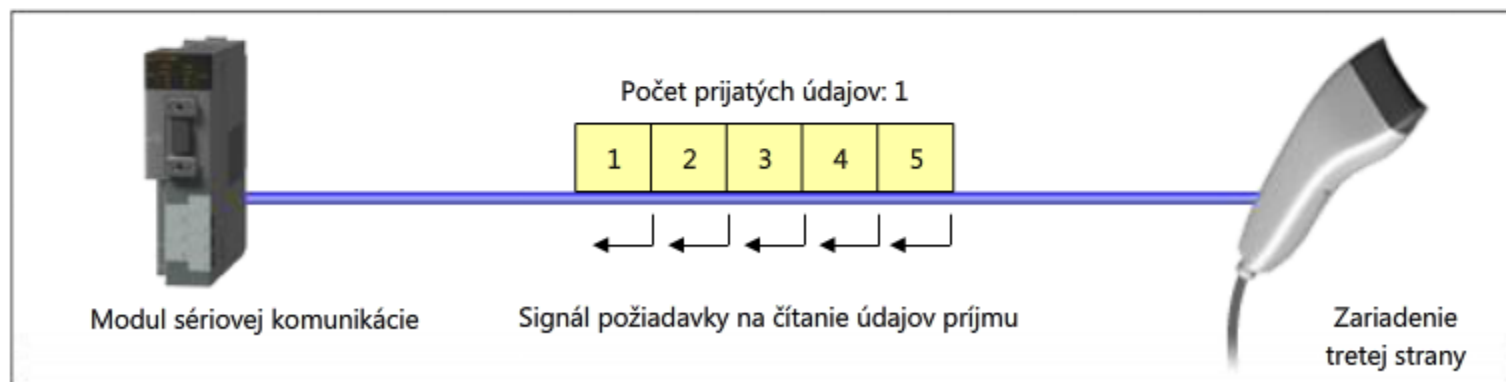 Počet prijatých údajov: 1
1 2 3 4 5
Modul sériovej komunikácie
Signál požiadavky na čítanie údajov príjmu
Zariadenie
tretej strany